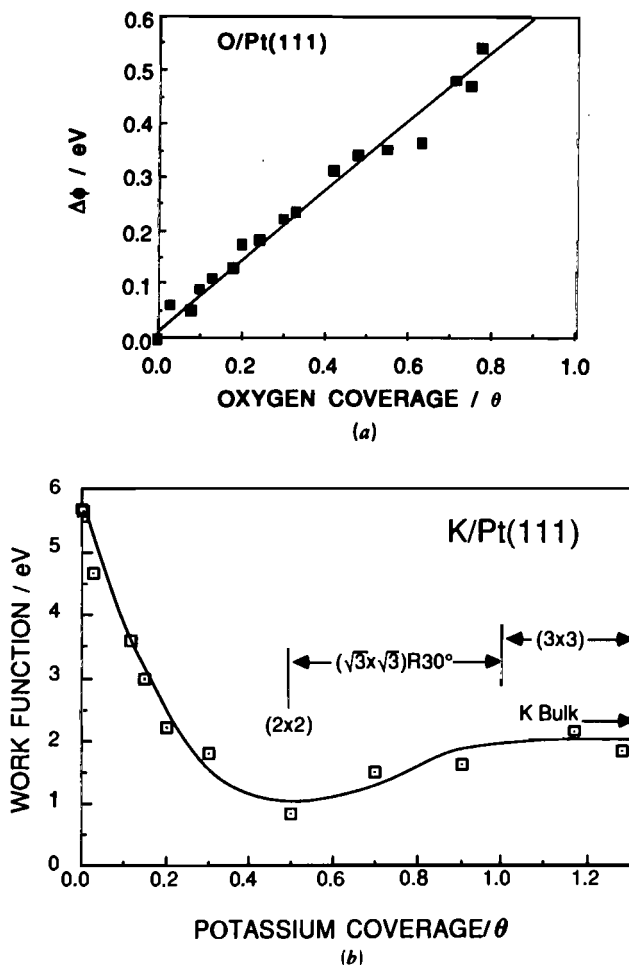 O/Pt(111)
Δϕ / eV
0.6
0.5
0.4
0.3
0.2
0.1
0.0
0.0 0.2 0.4 0.6 0.8 1.0
OXYGEN COVERAGE / θ
(a)
K/Pt(111)
WORK FUNCTION / eV
6
5
4
3
2
1
0
(√3x√3)R30°
(3x3)
(2x2)
K Bulk
0.0 0.2 0.4 0.6 0.8 1.0 1.2
POTASSIUM COVERAGE/θ
(b)